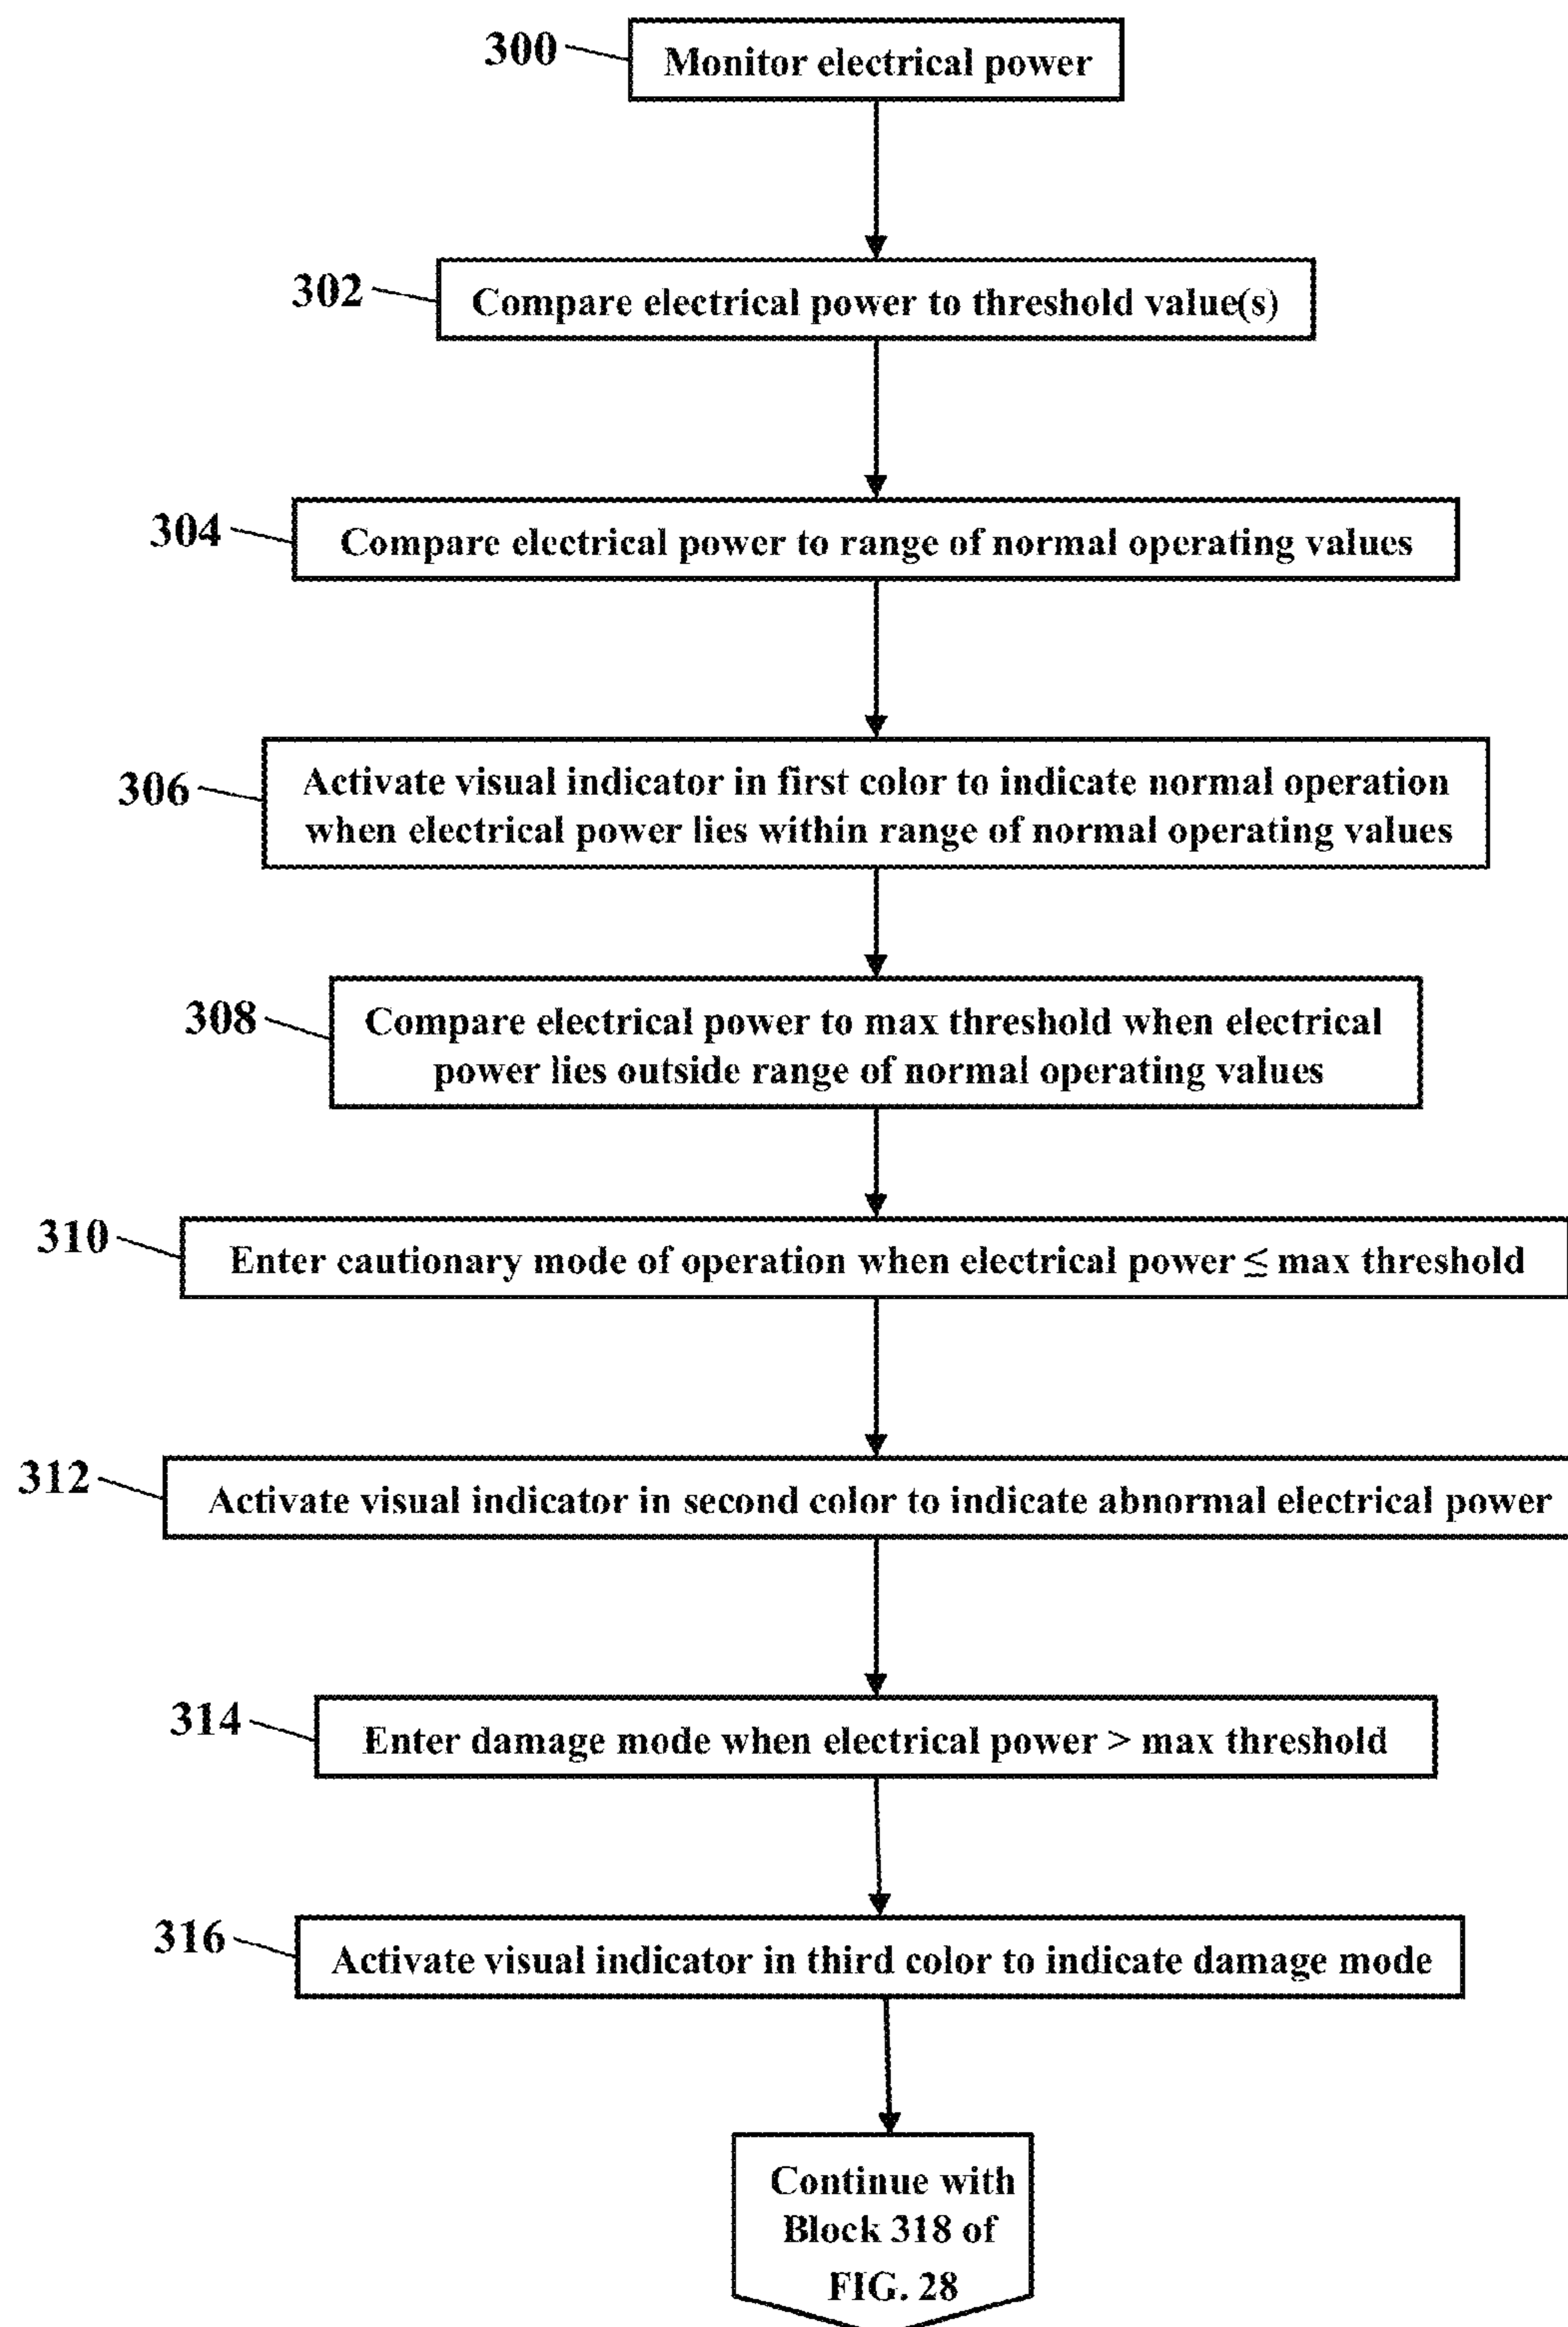 300
Monitor electrical power
302
Compare electrical power to threshold value(s)
304
Compare electrical power to range of normal operating values
306
Activate visual indicator in first color to indicate normal operation
when electrical power lies within range of normal operating values
308
Compare electrical power to max threshold when electrical
power lies outside range of normal operating values
310
Enter cautionary mode of operation when electrical power ≤ max threshold
312
Activate visual indicator in second color to indicate abnormal electrical power
314
Enter damage mode when electrical power > max threshold
316
Activate visual indicator in third color to indicate damage mode
Continue with
Block 318 of
FIG. 28